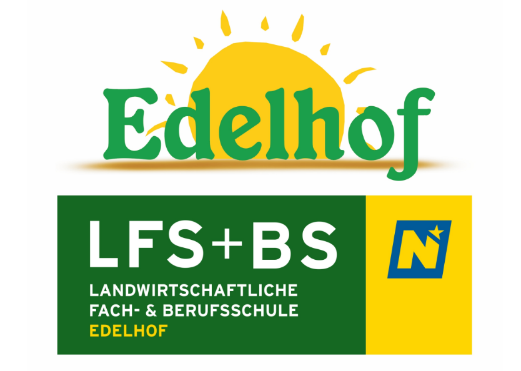 Edelhof
LFS+BS
N
LANDWIRTSCHAFTLICHE
FACH- & BERUFSSCHULE
EDELHOF